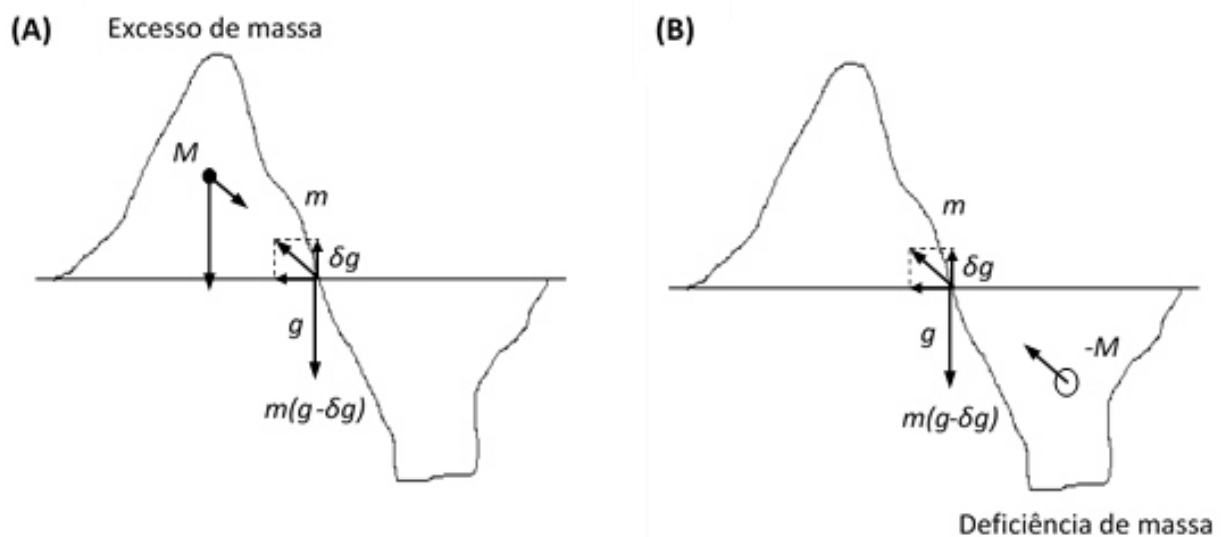 (A)
Excesso de massa
M
m
δg
g
m(g-δg)
(B)
m
δg
g
-M
m(g-δg)
Deficiência de massa